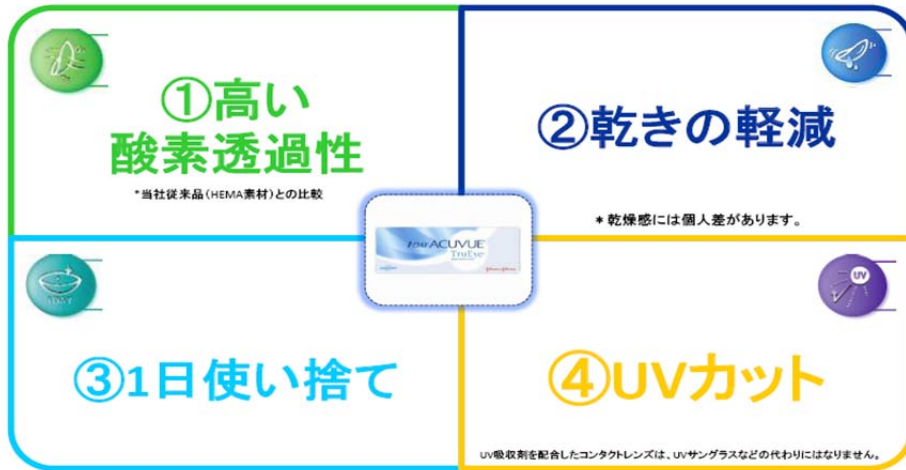 ①高い
酸素透過性
*当社従来品(HEMA素材)との比較
②乾きの軽減
*乾燥感には個人差があります。
1･DAY ACUVUE
TruEye
③1日使い捨て
UV
④UVカット
UV吸収剤を配合したコンタクトレンズは、UVサングラスなどの代わりにはなりません。